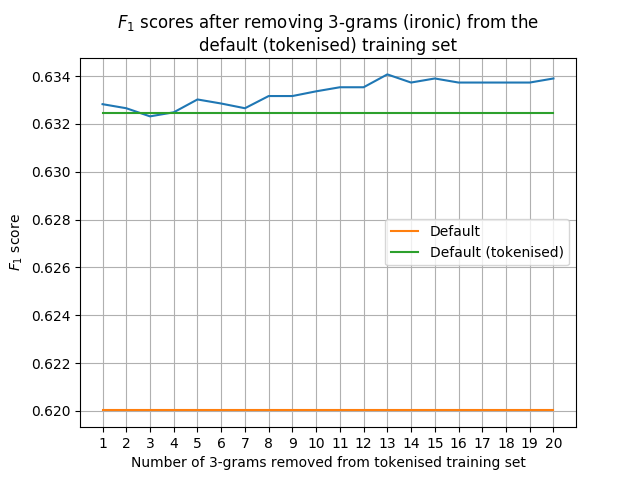 F1 scores after removing 3-grams (ironic) from the
default (tokenised) training set
0.634
0.632
0.630
0.628
0.626
0.624
0.622
0.620
F1 score
Default
Default (tokenised)
1 2 3 4 5 6 7 8 9 10 11 12 13 14 15 16 17 18 19 20
Number of 3-grams removed from tokenised training set